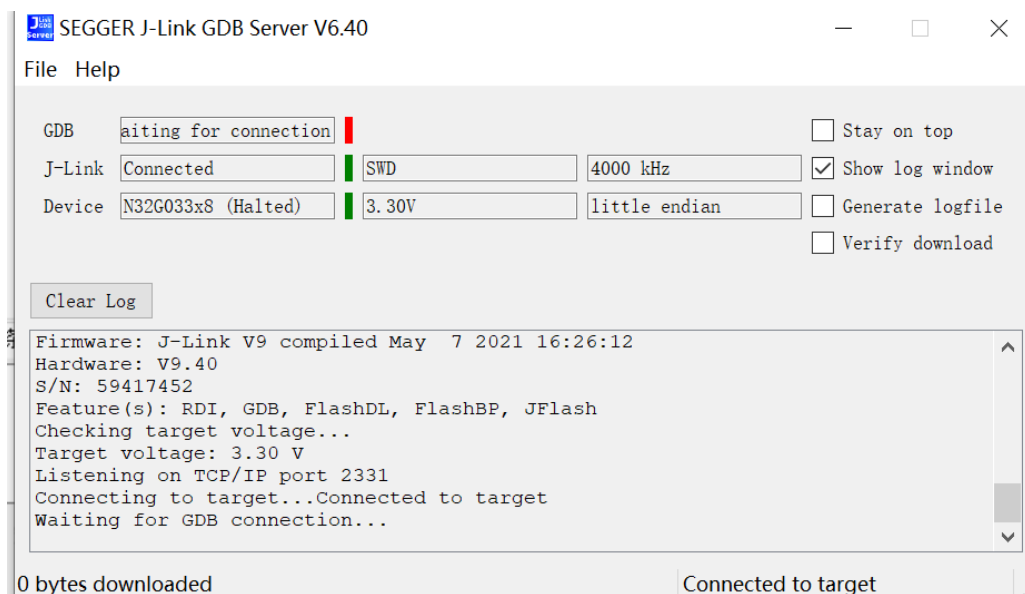 SEGGER J-Link GDB Server V6.40
File Help
GDB aiting for connection Stay on top
J-Link Connected SWD 4000 kHz Show log window
Device N32G033x8 (Halted) 3.30V little endian Generate logfile
Verify download
Clear Log
Firmware: J-Link V9 compiled May  7 2021 16:26:12
Hardware: V9.40
S/N: 59417452
Feature(s): RDI, GDB, FlashDL, FlashBP, JFlash
Checking target voltage...
Target voltage: 3.30 V
Listening on TCP/IP port 2331
Connecting to target...Connected to target
Waiting for GDB connection...
0 bytes downloaded Connected to target